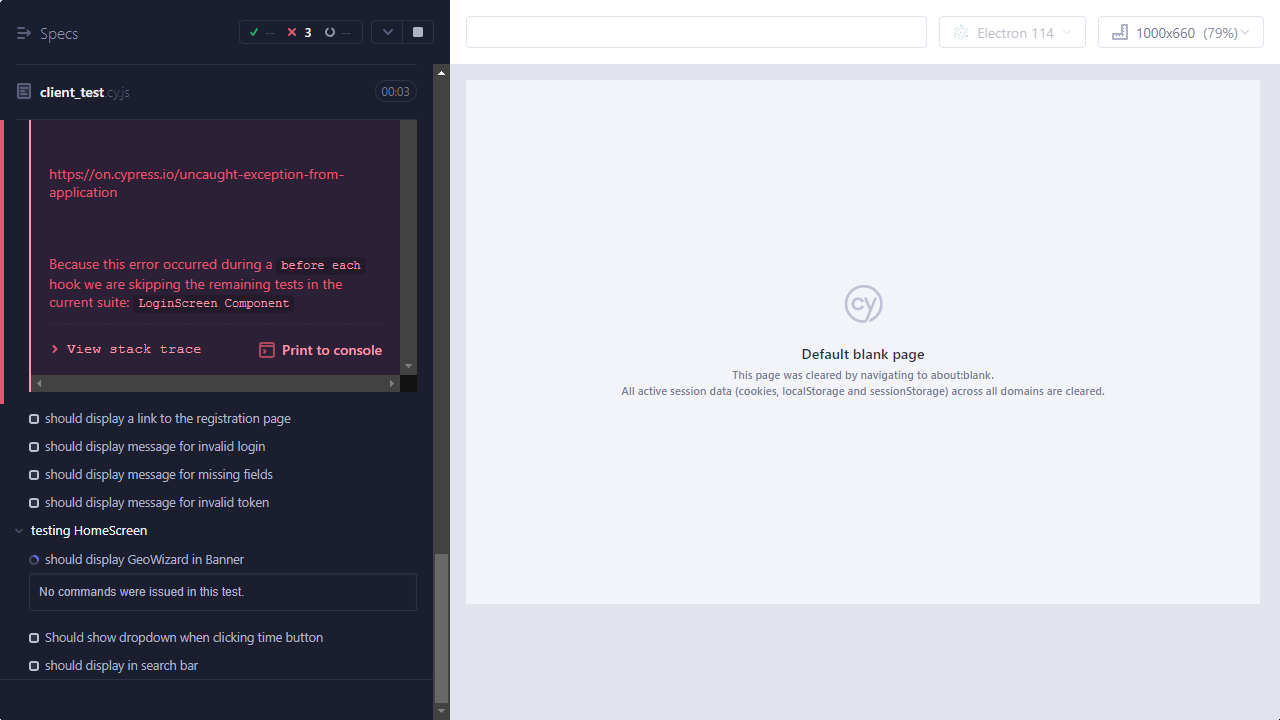 Specs
-- 3 --
Electron 114
1000x660 (79%)
client_test.cy.js
00:03
https://on.cypress.io/uncaught-exception-from-
application
Because this error occurred during a before each
hook we are skipping the remaining tests in the
current suite: LoginScreen Component
View stack trace
Print to console
should display a link to the registration page
should display message for invalid login
should display message for missing fields
should display message for invalid token
testing HomeScreen
should display GeoWizard in Banner
No commands were issued in this test.
Should show dropdown when clicking time button
should display in search bar
cy
Default blank page
This page was cleared by navigating to about:blank.
All active session data (cookies, localStorage and sessionStorage) across all domains are cleared.